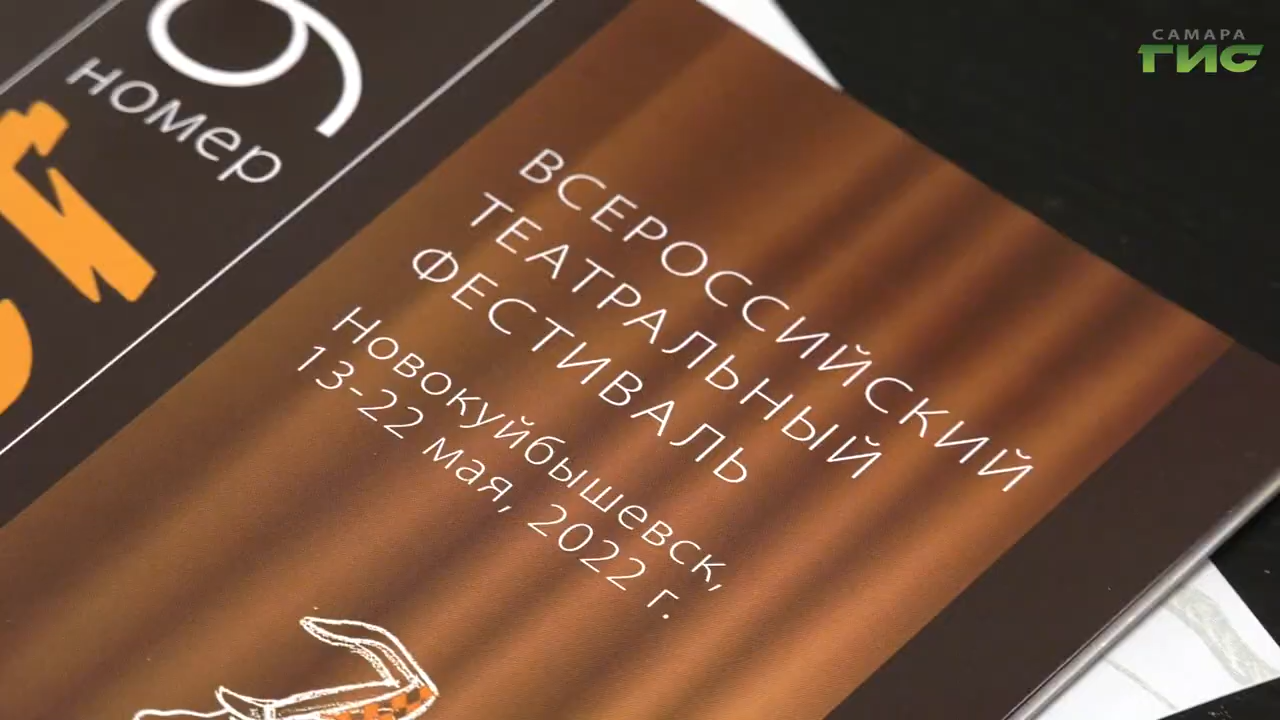 САМАРА
ГИС
9
номер
ВСЕРОССИЙСКИЙ
ТЕАТРАЛЬНЫЙ
ФЕСТИВАЛЬ
Новокуйбышевск,
13-22 мая, 2022 г.